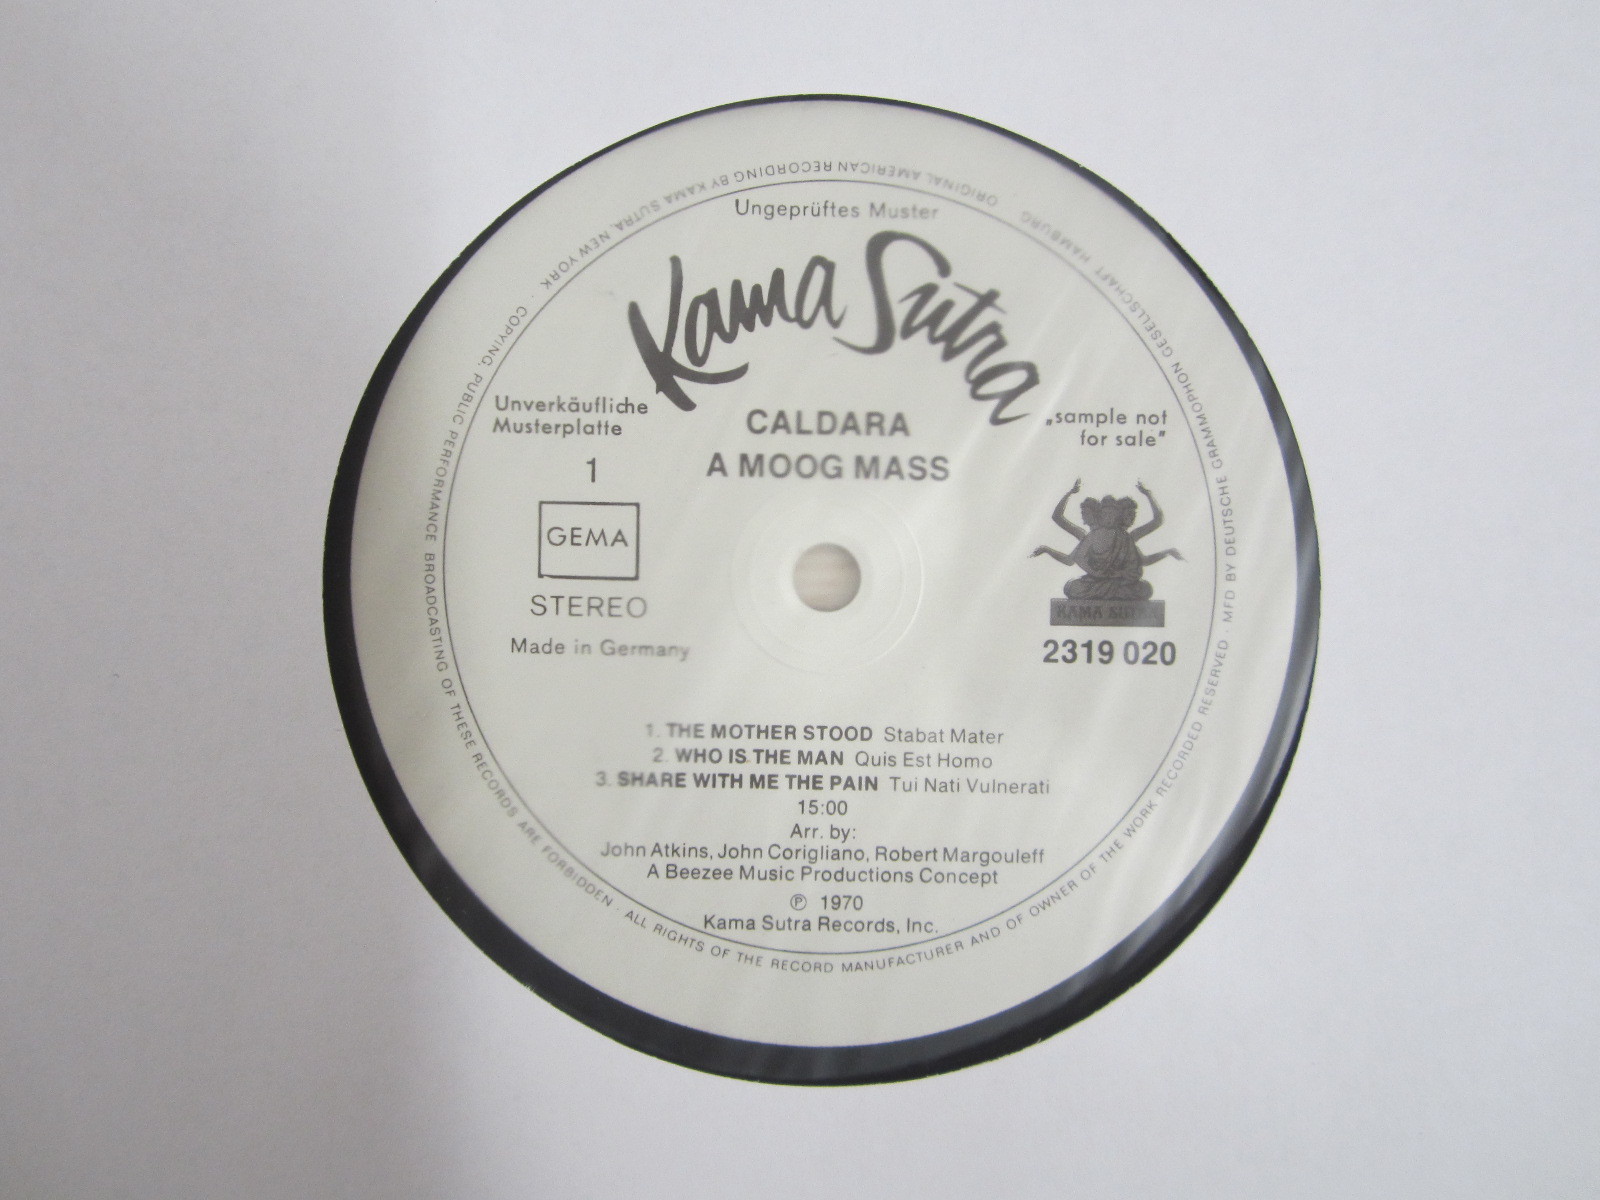 Ungeprüftes Muster
Kama Sutra
Unverkäufliche
Musterplatte
„sample not
for sale"
CALDARA
A MOOG MASS
1
GEMA
STEREO
Made in Germany
KAMA SUTRA
2319 020
1. THE MOTHER STOOD Stabat Mater
2. WHO IS THE MAN Quis Est Homo
3. SHARE WITH ME THE PAIN Tui Nati Vulnerati
15:00
Arr. by:
John Atkins, John Corigliano, Robert Margouleff
A Beezee Music Productions Concept
Ⓟ 1970
Kama Sutra Records, Inc.
MFD BY DEUTSCHE GRAMMOPHON GESELLSCHAFT HAMBURG · ORIGINAL AMERICAN RECORDING BY KAMA SUTRA, NEW YORK · COPYING, PUBLIC PERFORMANCE BROADCASTING OF THESE RECORDS ARE FORBIDDEN · ALL RIGHTS OF THE RECORD MANUFACTURER AND OF OWNER OF THE WORK RECORDED RESERVED ·